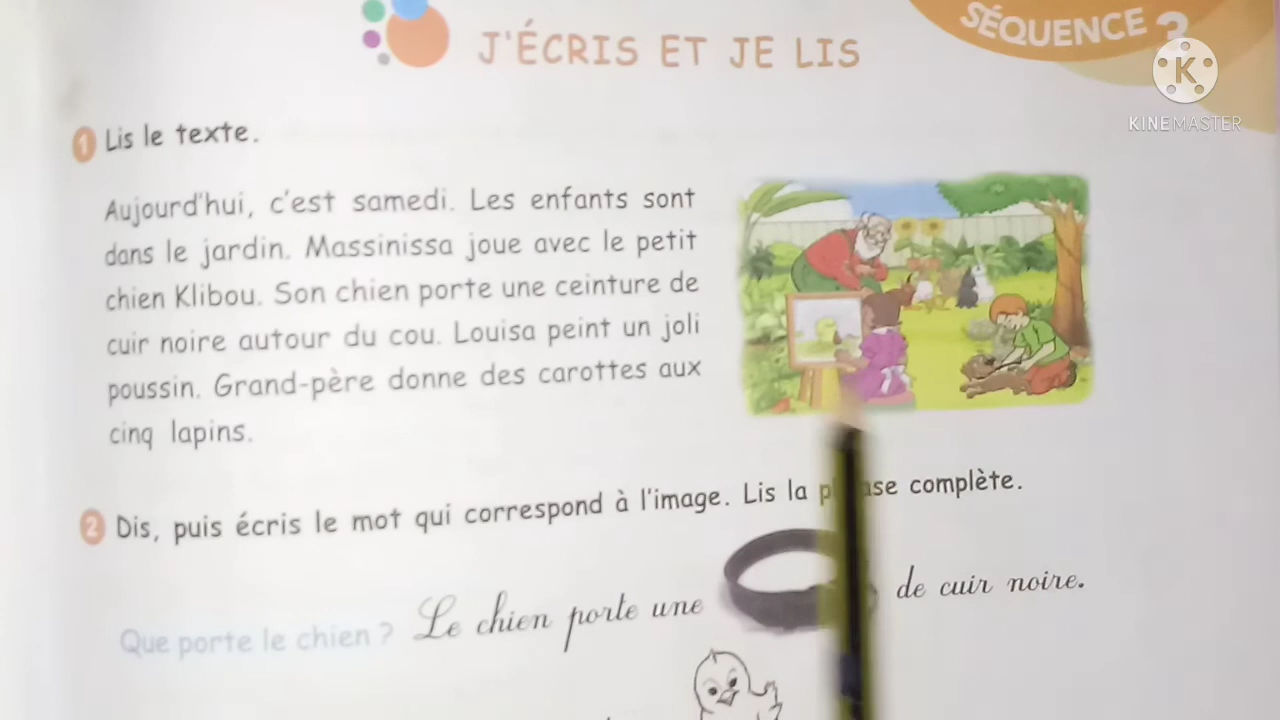 J'ÉCRIS ET JE LIS
SÉQUENCE 3
KINEMASTER
1 Lis le texte.
Aujourd'hui, c'est samedi. Les enfants sont
dans le jardin. Massinissa joue avec le petit
chien Klibou. Son chien porte une ceinture de
cuir noire autour du cou. Louisa peint un joli
poussin. Grand-père donne des carottes aux
cinq lapins.
2 Dis, puis écris le mot qui correspond à l'image. Lis la complète.
Que porte le chien ? Le chien porte une de cuir noire.